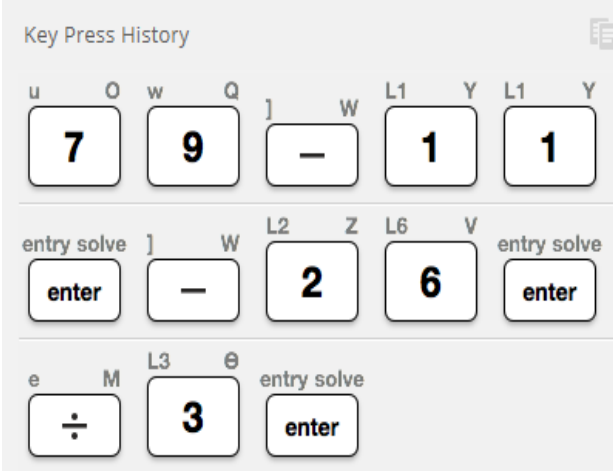 Key Press History
u O w Q ] W L1 Y L1 Y
7 9 – 1 1
entry solve ] W L2 Z L6 V entry solve
enter – 2 6 enter
e M L3 θ entry solve
÷ 3 enter